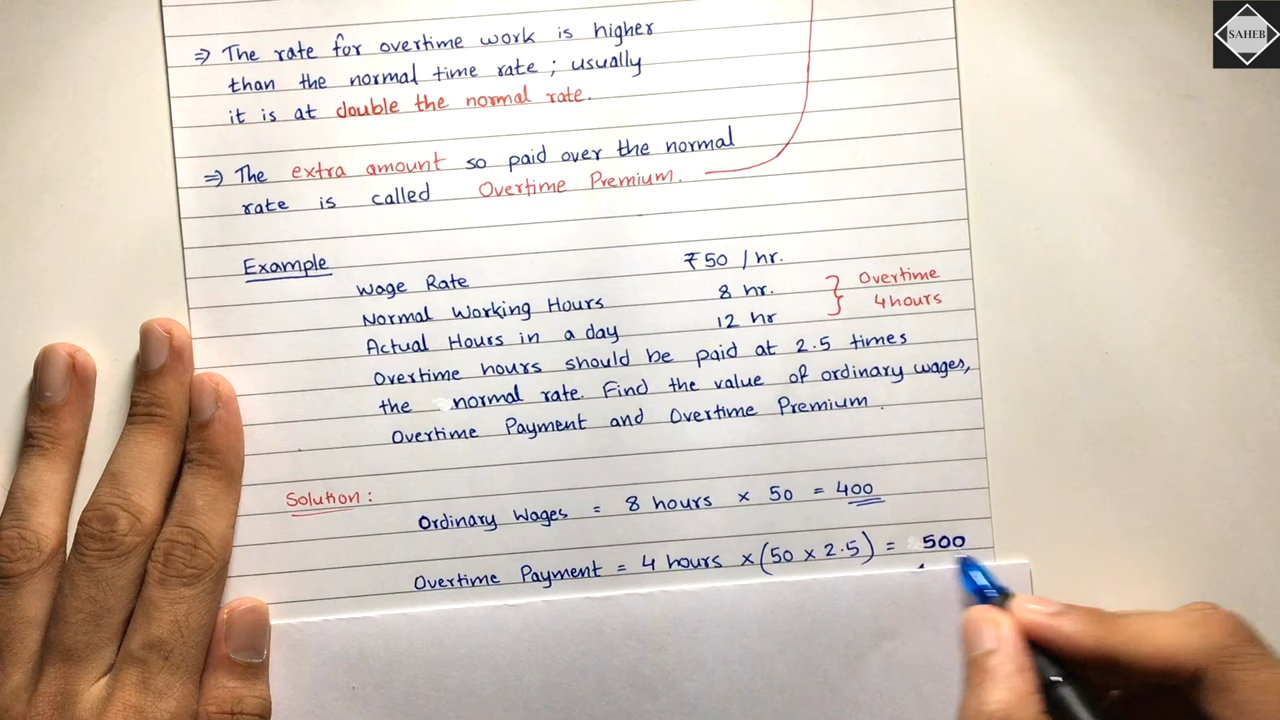 SAHEB
⇒ The rate for overtime work is higher
than the normal time rate ; usually
it is at double the normal rate.
⇒ The extra amount so paid over the normal
rate is called Overtime Premium.
Example
Wage Rate ₹50 / hr.
Normal Working Hours 8 hr.
Actual Hours in a day 12 hr
} Overtime
4 hours
Overtime hours should be paid at 2.5 times
the normal rate. Find the value of ordinary wages,
Overtime Payment and Overtime Premium.
Solution :
Ordinary Wages = 8 hours × 50 = 400
Overtime Payment = 4 hours × (50 × 2.5) = 500